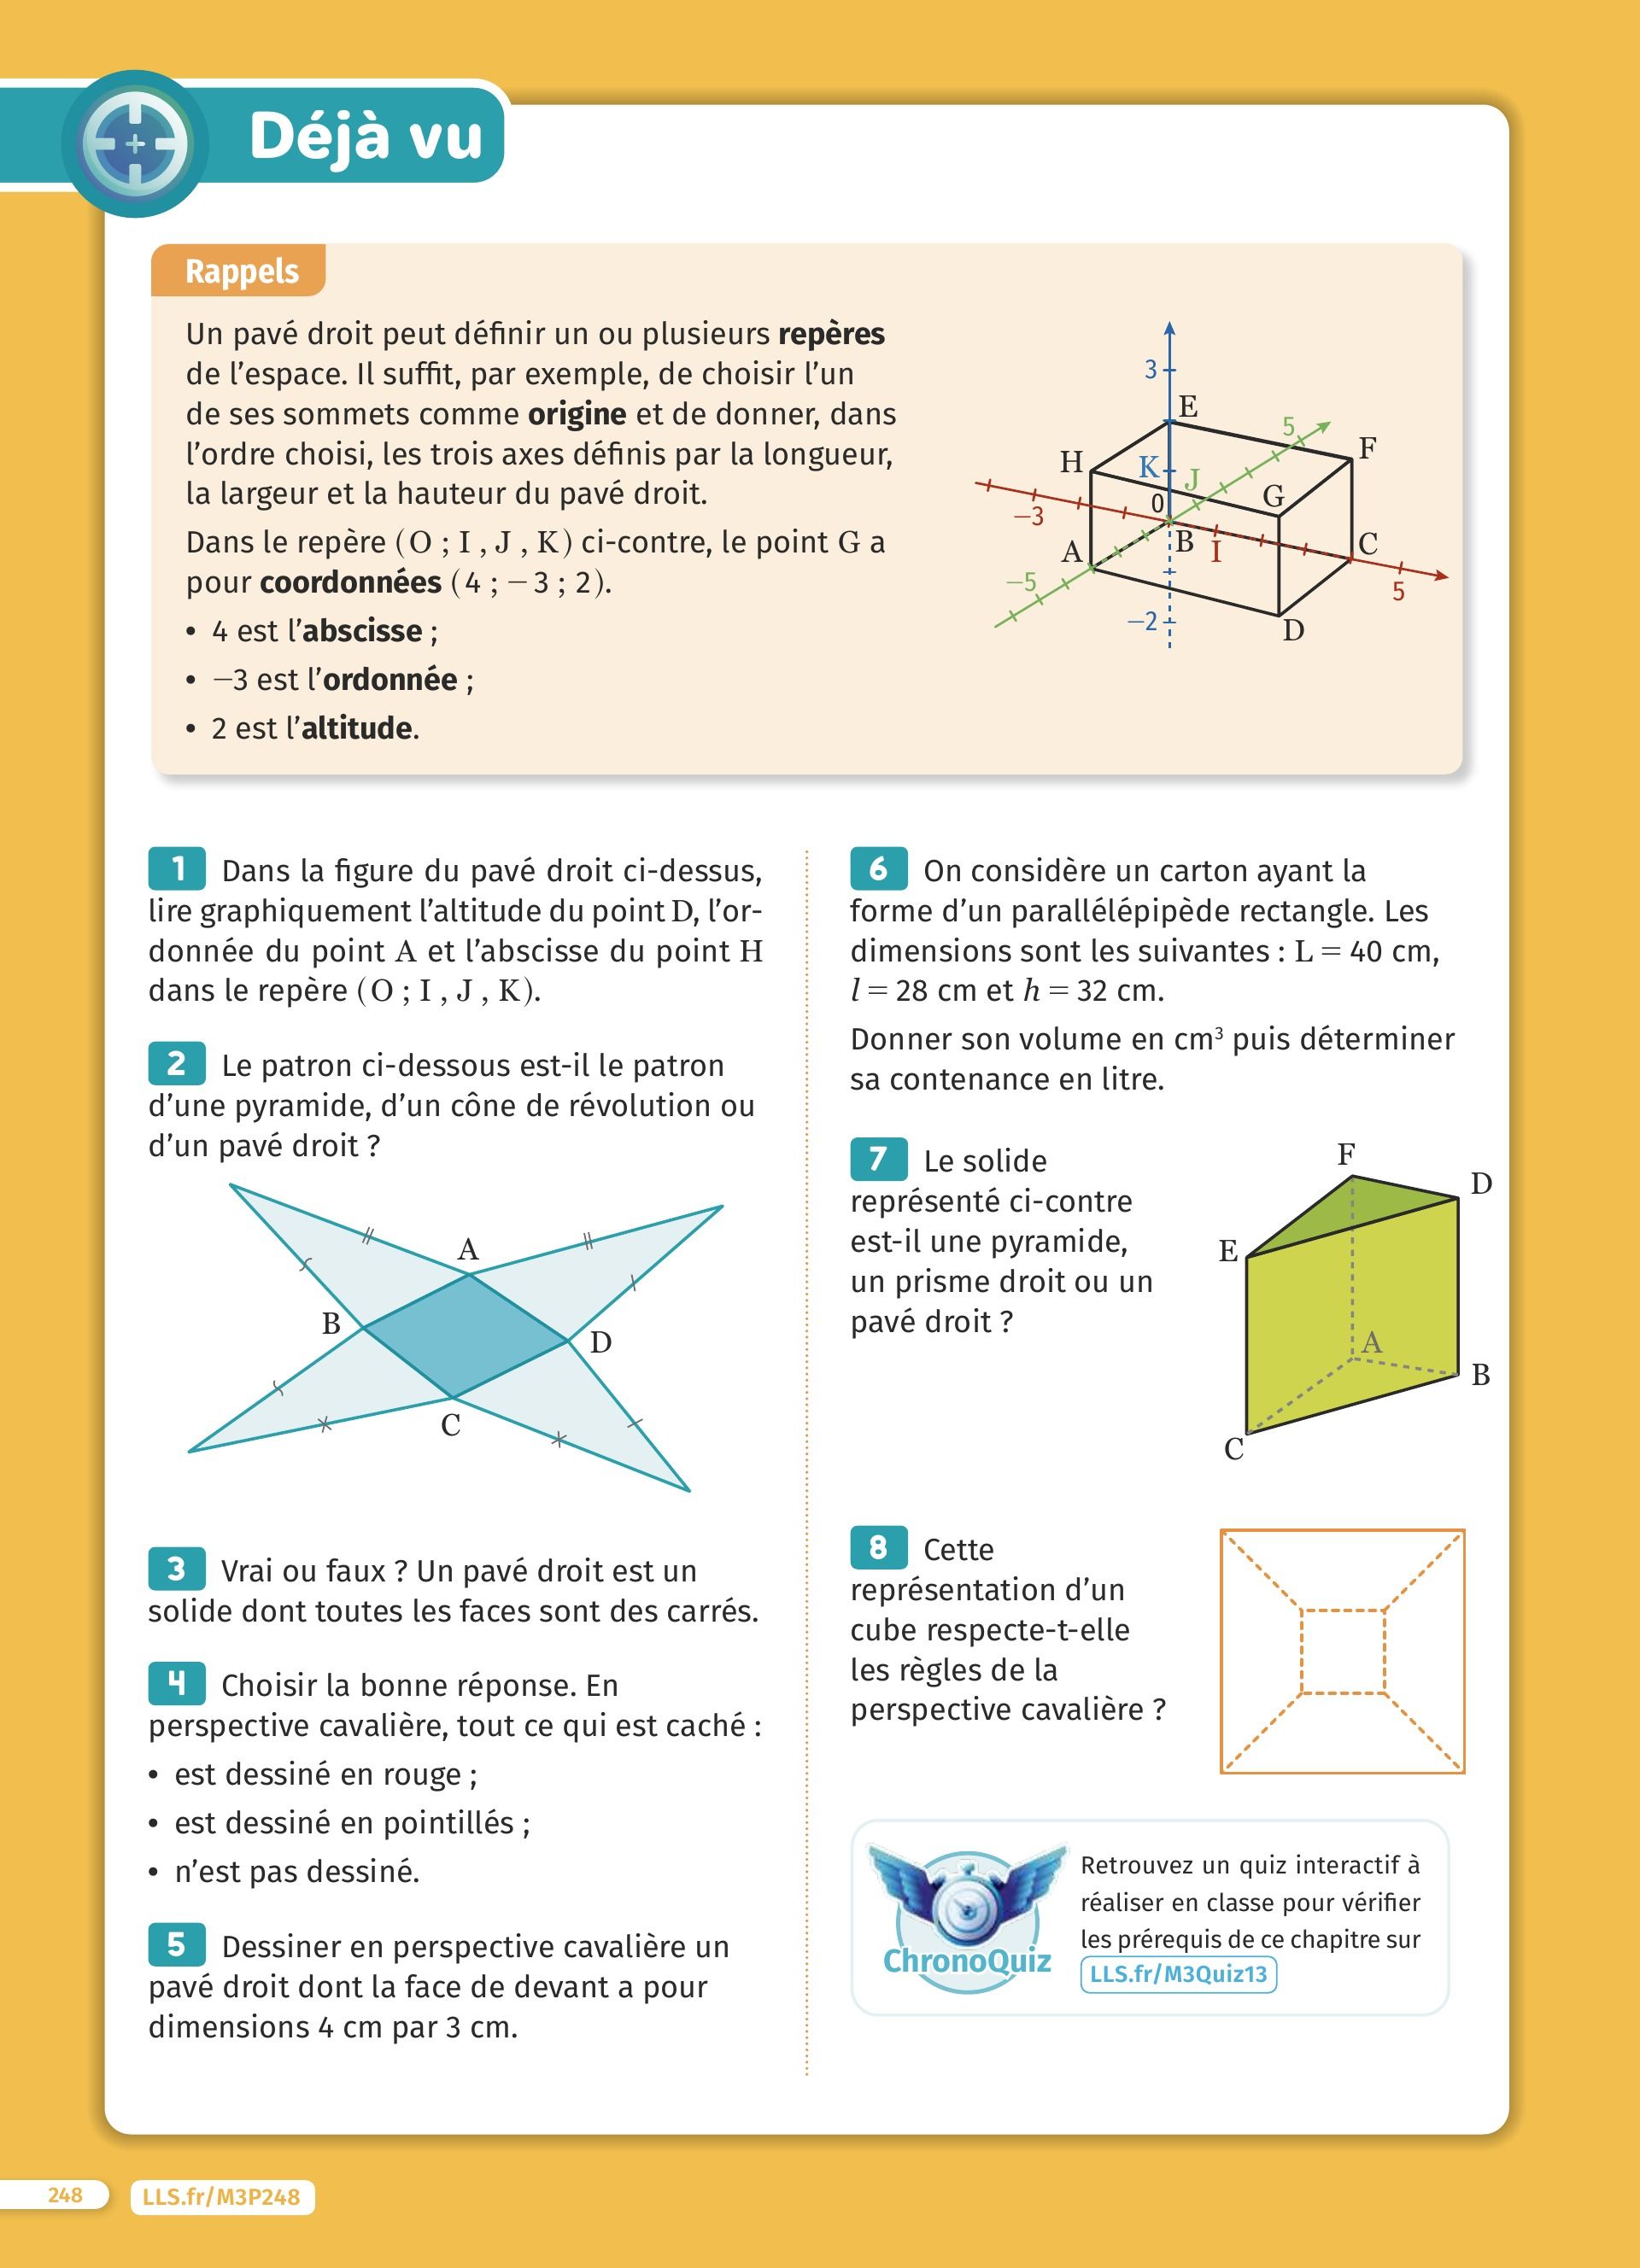 Déjà vu
Rappels
Un pavé droit peut définir un ou plusieurs repères
de l’espace. Il suffit, par exemple, de choisir l’un
de ses sommets comme origine et de donner, dans
l’ordre choisi, les trois axes définis par la longueur,
la largeur et la hauteur du pavé droit.
Dans le repère (O ; I , J , K) ci-contre, le point G a
pour coordonnées (4 ; −3 ; 2).
• 4 est l’abscisse ;
• −3 est l’ordonnée ;
• 2 est l’altitude.
3
E
5
F
H
K
J
G
0
−3
A
B
I
C
−5
5
−2
D
1 Dans la figure du pavé droit ci-dessus,
lire graphiquement l’altitude du point D, l’or-
donnée du point A et l’abscisse du point H
dans le repère (O ; I , J , K).
2 Le patron ci-dessous est-il le patron
d’une pyramide, d’un cône de révolution ou
d’un pavé droit ?
A
B
D
C
3 Vrai ou faux ? Un pavé droit est un
solide dont toutes les faces sont des carrés.
4 Choisir la bonne réponse. En
perspective cavalière, tout ce qui est caché :
• est dessiné en rouge ;
• est dessiné en pointillés ;
• n’est pas dessiné.
5 Dessiner en perspective cavalière un
pavé droit dont la face de devant a pour
dimensions 4 cm par 3 cm.
6 On considère un carton ayant la
forme d’un parallélépipède rectangle. Les
dimensions sont les suivantes : L = 40 cm,
l = 28 cm et h = 32 cm.
Donner son volume en cm³ puis déterminer
sa contenance en litre.
7 Le solide
représenté ci-contre
est-il une pyramide,
un prisme droit ou un
pavé droit ?
F
D
E
A
B
C
8 Cette
représentation d’un
cube respecte-t-elle
les règles de la
perspective cavalière ?
ChronoQuiz
Retrouvez un quiz interactif à
réaliser en classe pour vérifier
les prérequis de ce chapitre sur
LLS.fr/M3Quiz13
248
LLS.fr/M3P248